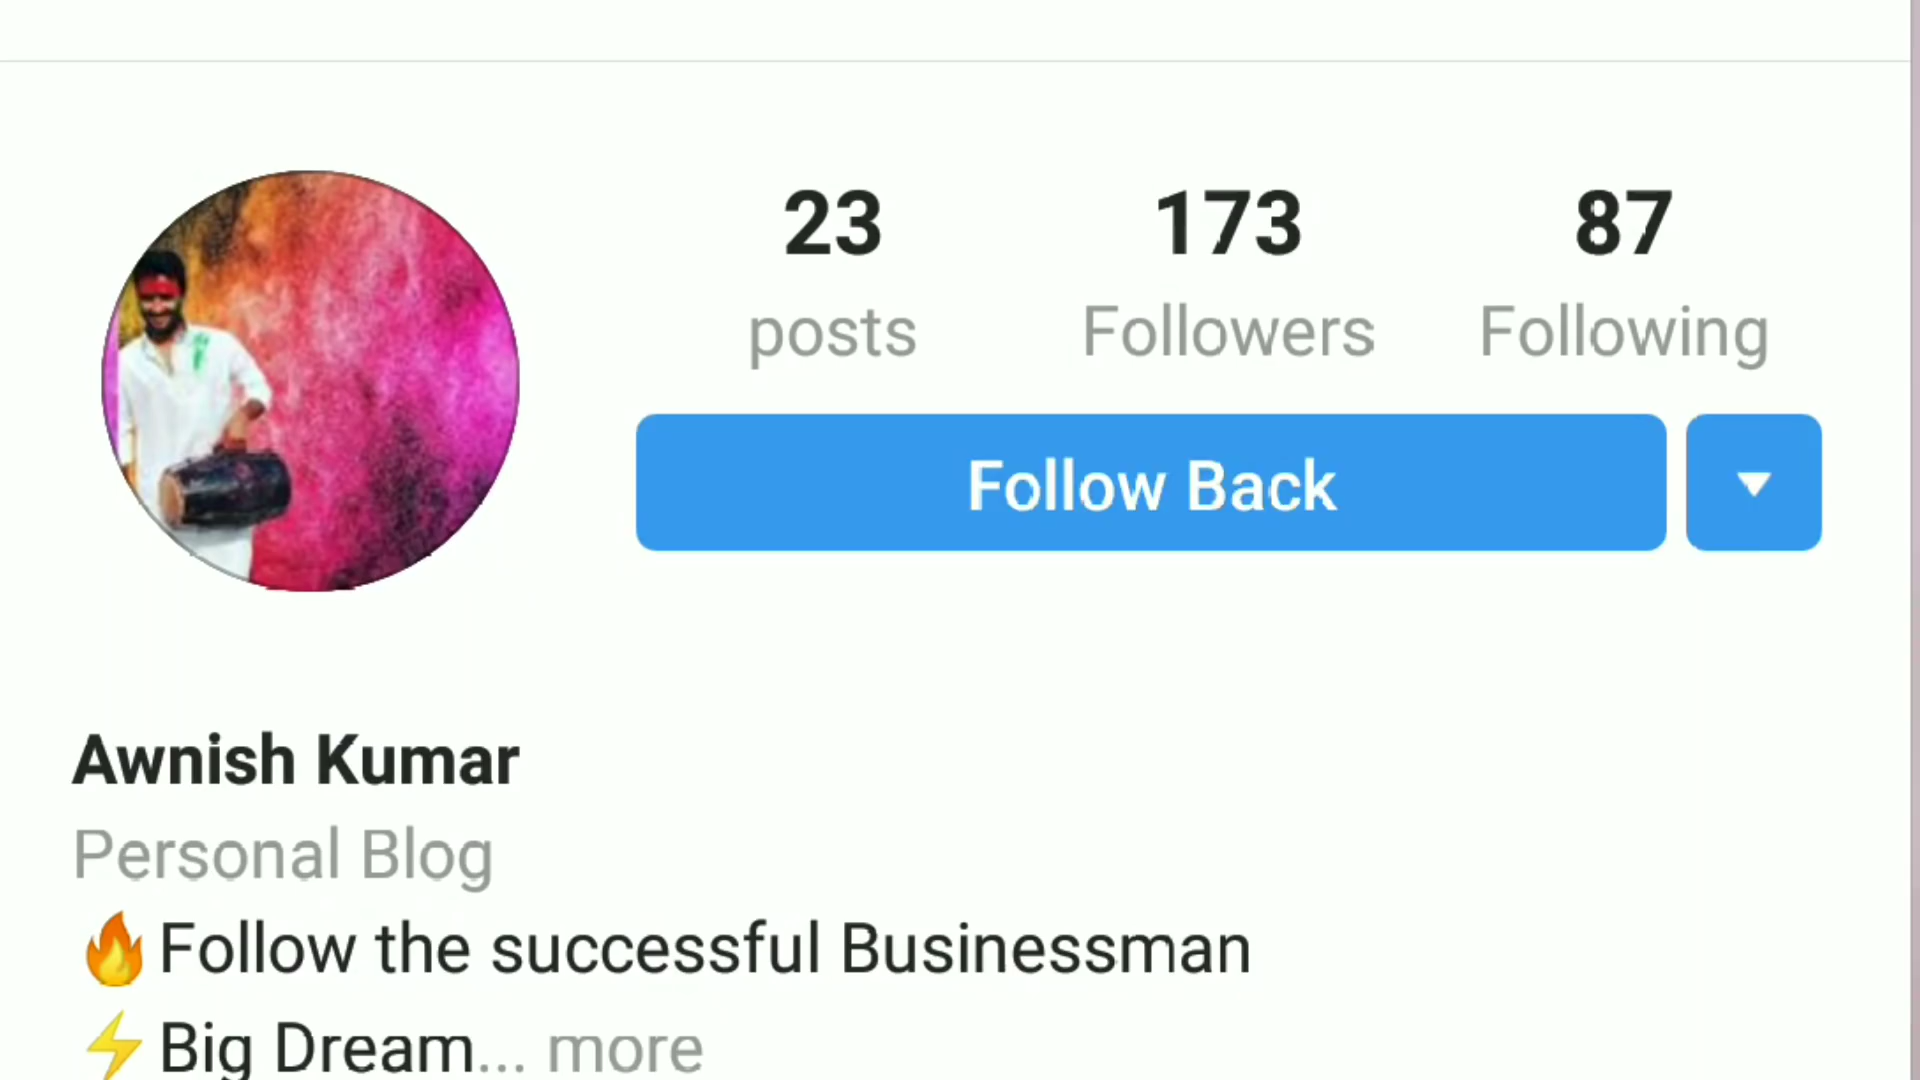 23 173 87
posts Followers Following
Follow Back
Awnish Kumar
Personal Blog
🔥Follow the successful Businessman
⚡Big Dream... more